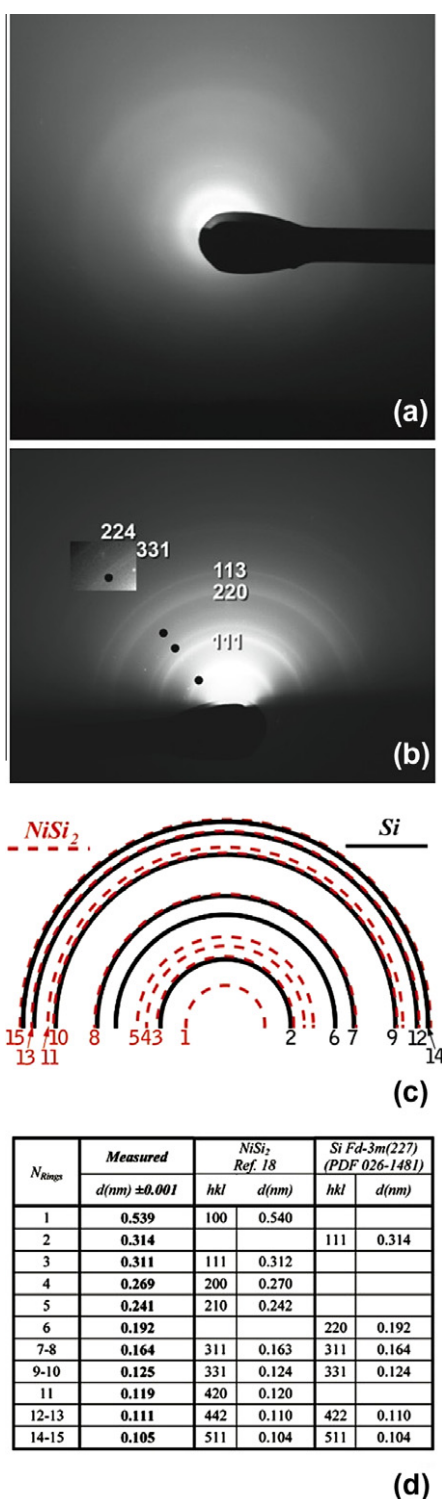 (a)
224
331
113
220
111
(b)
NiSi2 Si
15 13 11 10 8 5 4 3 1 2 6 7 9 12 14
(c)
NRings Measured NiSi2 Ref. 18 Si Fd-3m(227) (PDF 026-1481)
d(nm) ±0.001 hkl d(nm) hkl d(nm)
1 0.539 100 0.540
2 0.314 111 0.314
3 0.311 111 0.312
4 0.269 200 0.270
5 0.241 210 0.242
6 0.192 220 0.192
7-8 0.164 311 0.163 311 0.164
9-10 0.125 331 0.124 331 0.124
11 0.119 420 0.120
12-13 0.111 442 0.110 422 0.110
14-15 0.105 511 0.104 511 0.104
(d)